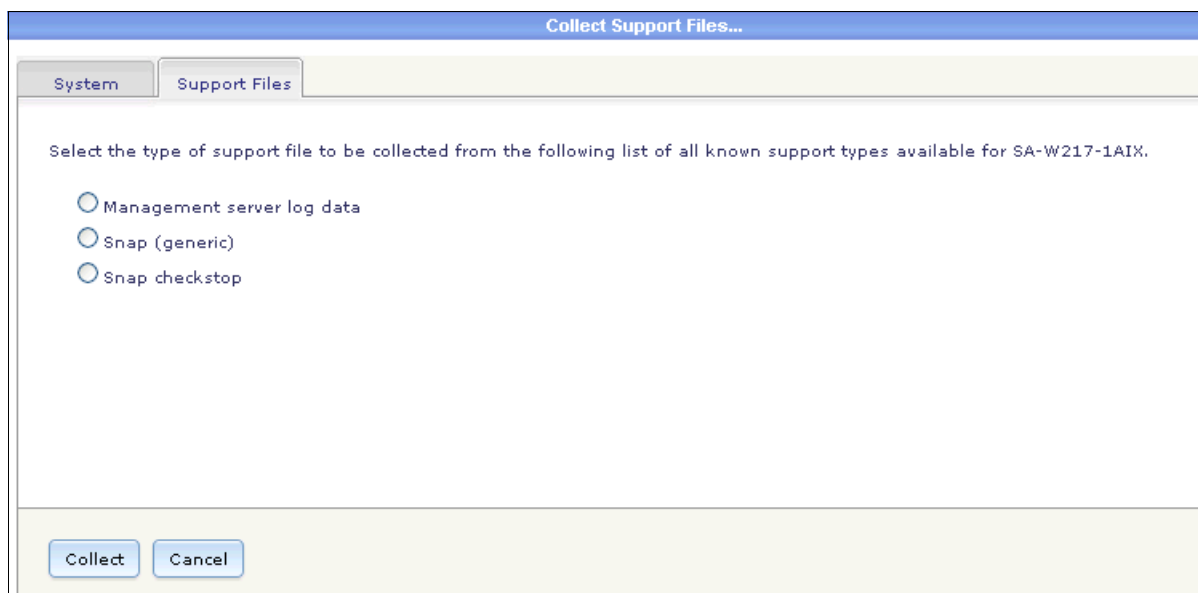 Collect Support Files...
System
Support Files
Select the type of support file to be collected from the following list of all known support types available for SA-W217-1AIX.
Management server log data
Snap (generic)
Snap checkstop
Collect
Cancel